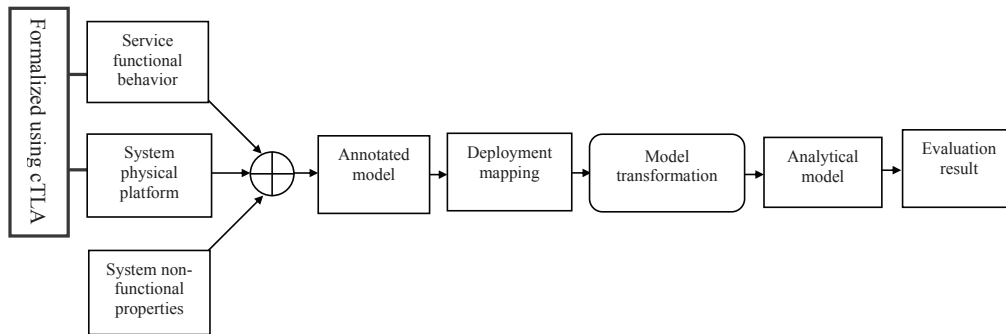 Formalized using cTLA
Service
functional
behavior
System
physical
platform
System non-
functional
properties
Annotated
model
Deployment
mapping
Model
transformation
Analytical
model
Evaluation
result